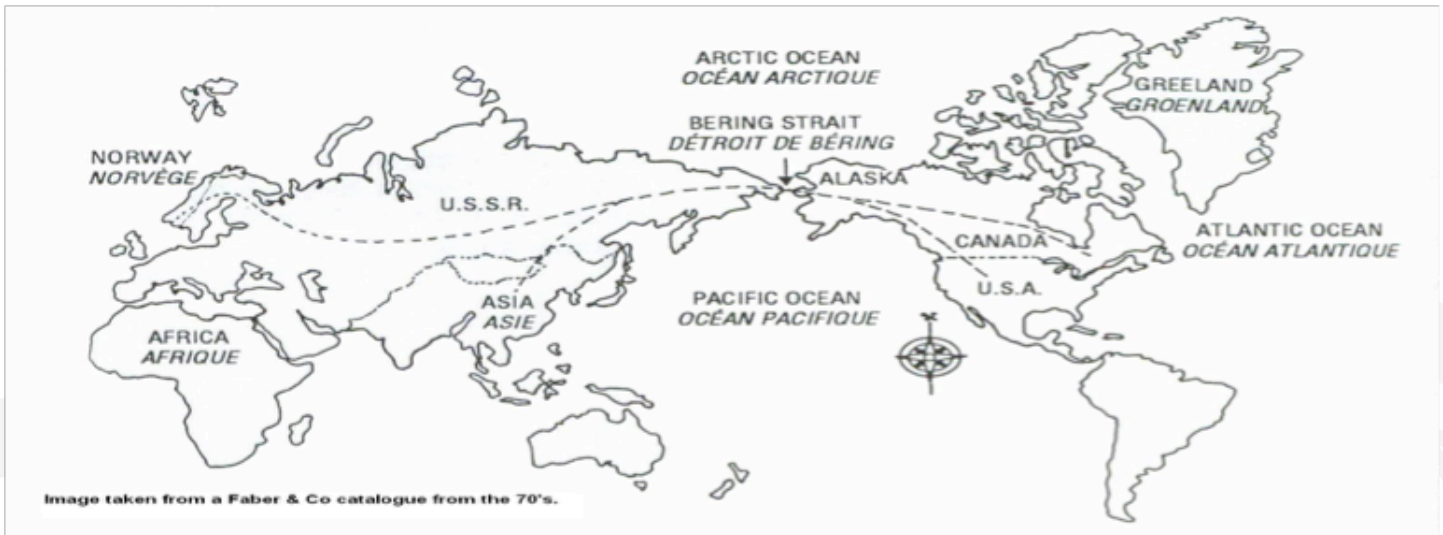 ARCTIC OCEAN
OCÉAN ARCTIQUE
GREELAND
GROENLAND
BERING STRAIT
DÉTROIT DE BÉRING
NORWAY
NORVÈGE
ALASKA
U.S.S.R.
ATLANTIC OCEAN
OCÉAN ATLANTIQUE
CANADA
U.S.A.
ASIA
ASIE
PACIFIC OCEAN
OCÉAN PACIFIQUE
AFRICA
AFRIQUE
Image taken from a Faber & Co catalogue from the 70's.